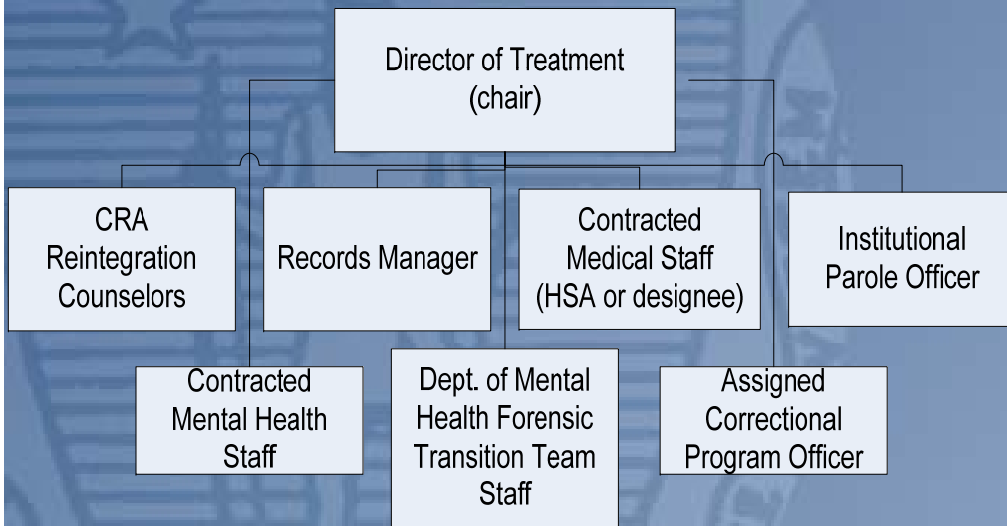 Director of Treatment
(chair)
CRA
Reintegration
Counselors
Records Manager
Contracted
Medical Staff
(HSA or designee)
Institutional
Parole Officer
Contracted
Mental Health
Staff
Dept. of Mental
Health Forensic
Transition Team
Staff
Assigned
Correctional
Program Officer